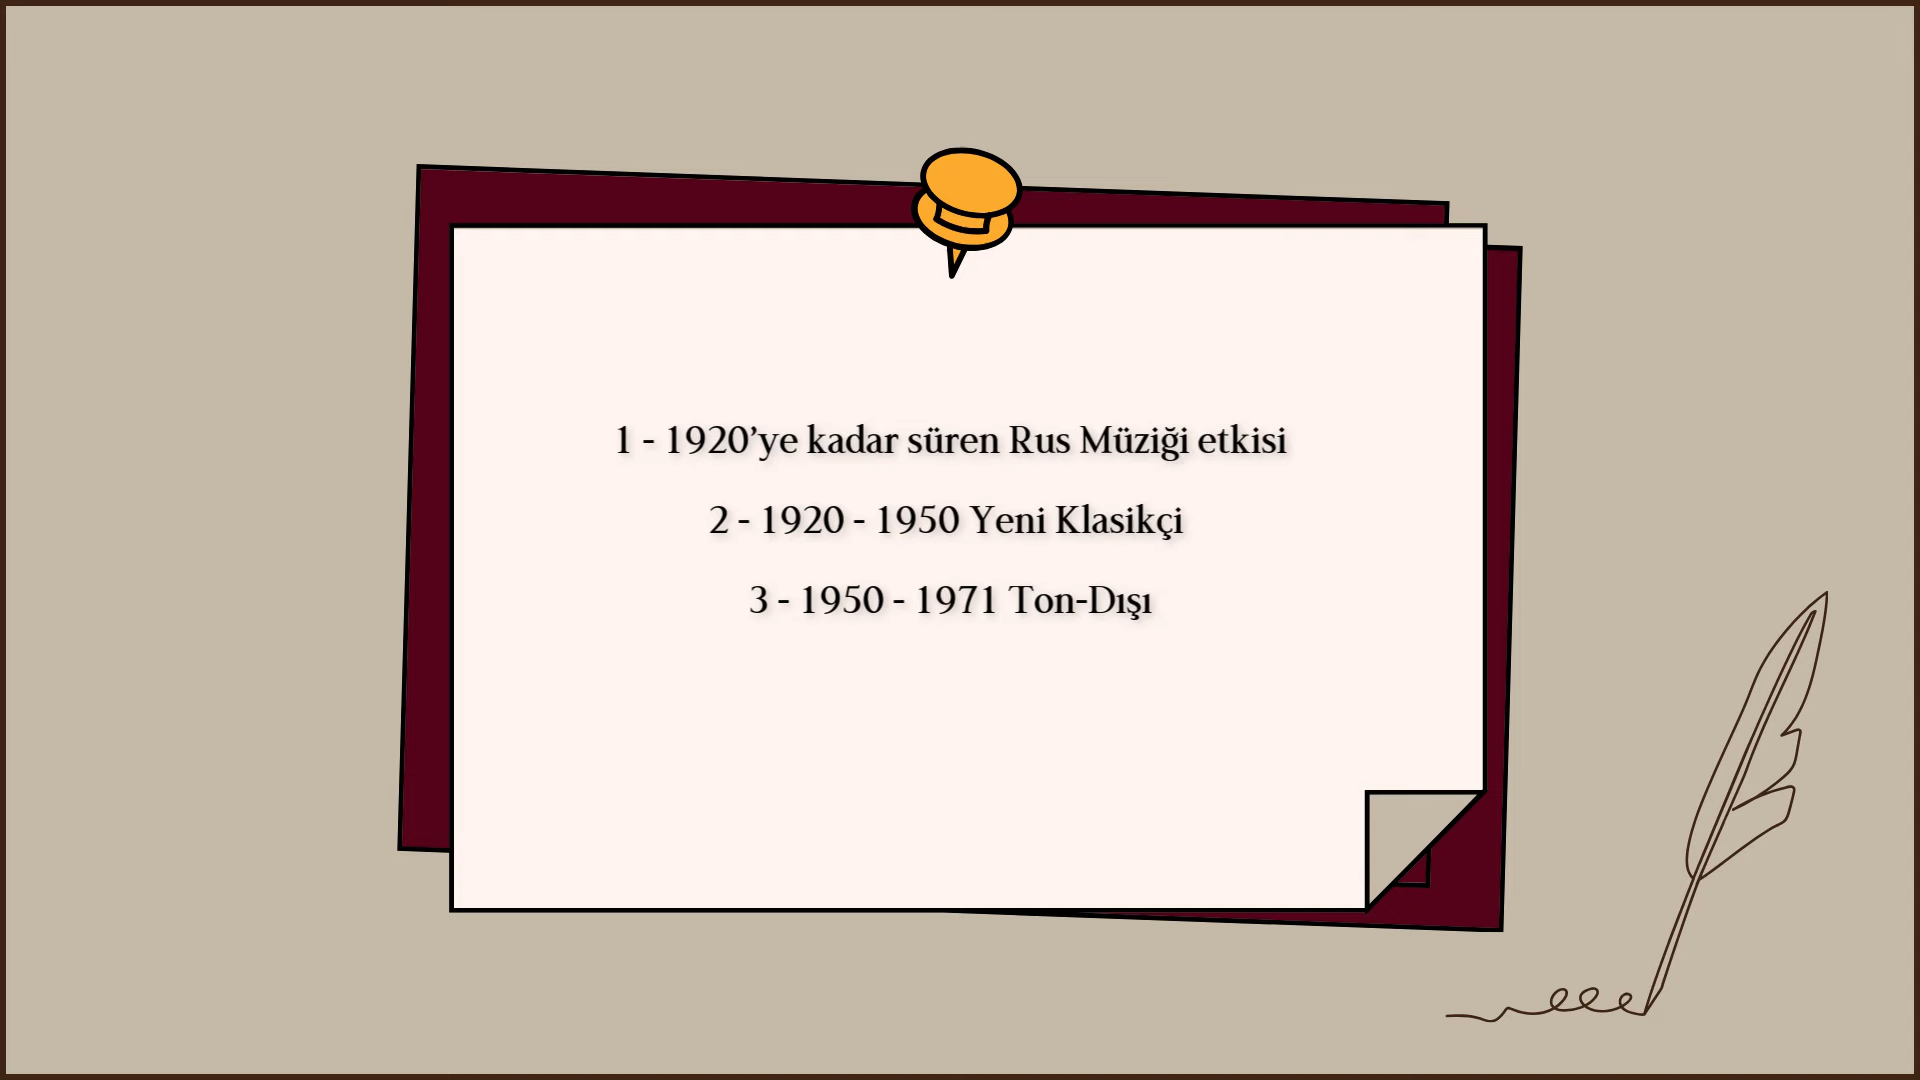 1 - 1920’ye kadar süren Rus Müziği etkisi
2 - 1920 - 1950 Yeni Klasikçi
3 - 1950 - 1971 Ton-Dışı